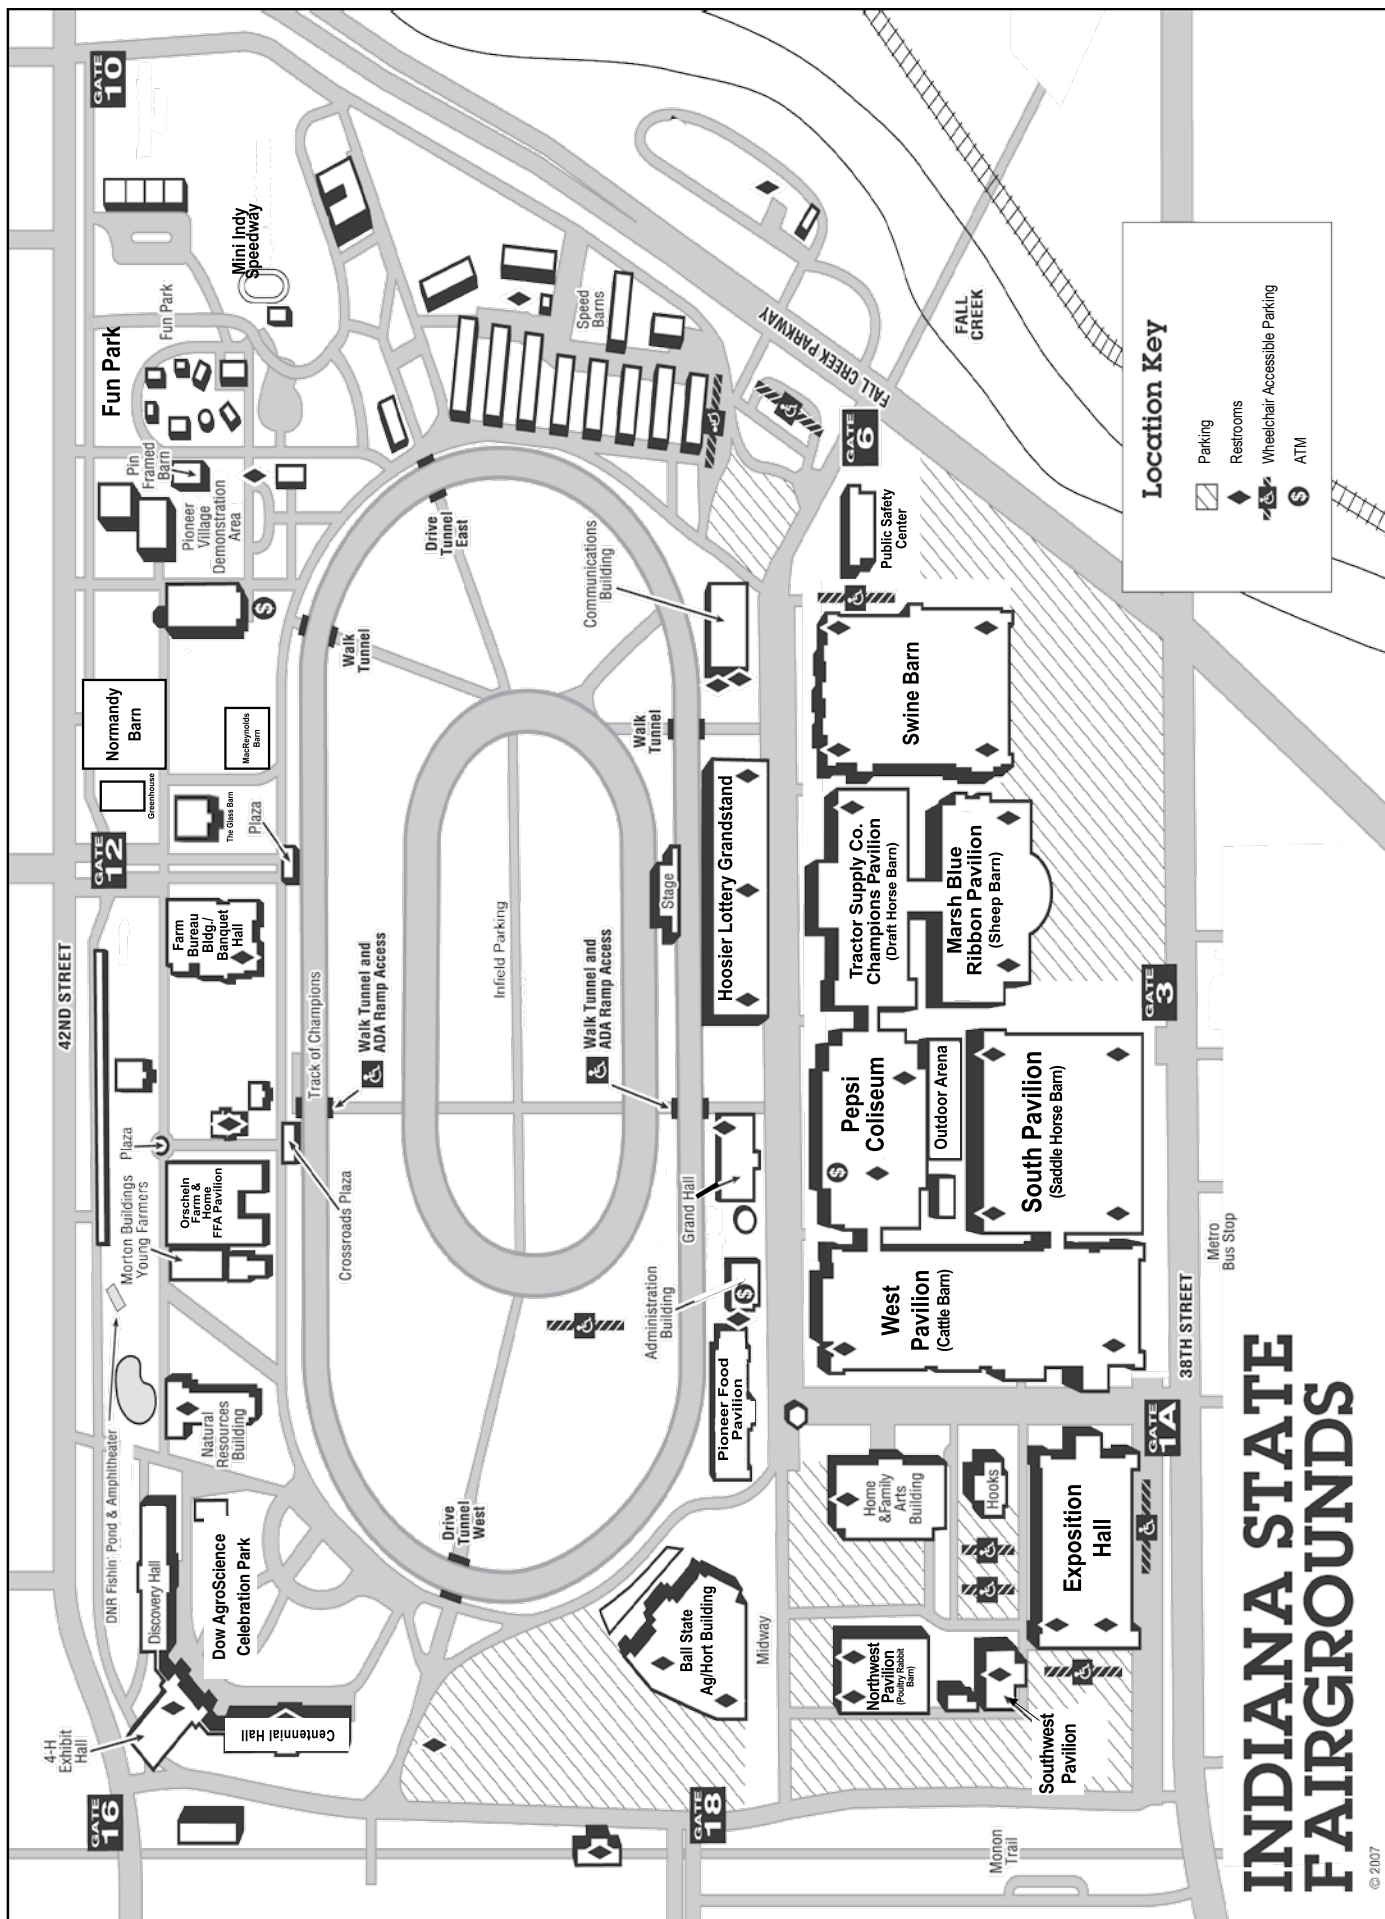 GATE
16
4-H
Exhibit
Hall
Discovery Hall
Centennial Hall
Dow AgroScience
Celebration Park
DNR Fishin' Pond & Amphitheater
Natural
Resources
Building
Morton Buildings
Young Farmers
Plaza
Orscheln
Farm &
Home
FFA Pavilion
42ND STREET
Farm
Bureau
Bldg./
Banquet
Hall
GATE
12
Plaza
The Glass Barn
Greenhouse
Normandy
Barn
MacReynolds
Barn
Pioneer
Village
Demonstration
Area
Pin
Framed
Barn
Fun Park
Fun Park
Mini Indy
Speedway
GATE
10
Crossroads Plaza
Track of Champions
Walk Tunnel and
ADA Ramp Access
Walk
Tunnel
Drive
Tunnel
East
Drive
Tunnel
West
Infield Parking
Walk Tunnel and
ADA Ramp Access
Walk
Tunnel
Communications
Building
Speed
Barns
Stage
Grand Hall
Administration
Building
Pioneer Food
Pavilion
Hoosier Lottery Grandstand
Ball State
Ag/Hort Building
Midway
GATE
18
FALL CREEK PARKWAY
GATE
6
Public Safety
Center
FALL
CREEK
Northwest
Pavilion
(Poultry Rabbit
Barn)
Southwest
Pavilion
Home
&Family
Arts
Building
Hooks
Exposition
Hall
West
Pavilion
(Cattle Barn)
Pepsi
Coliseum
Outdoor Arena
South Pavilion
(Saddle Horse Barn)
Tractor Supply Co.
Champions Pavilion
(Draft Horse Barn)
Marsh Blue
Ribbon Pavilion
(Sheep Barn)
Swine Barn
GATE
1A
GATE
3
Monon
Trail
38TH STREET
Metro
Bus Stop
Location Key
Parking
Restrooms
Wheelchair Accessible Parking
$ ATM
INDIANA STATE
FAIRGROUNDS
© 2007